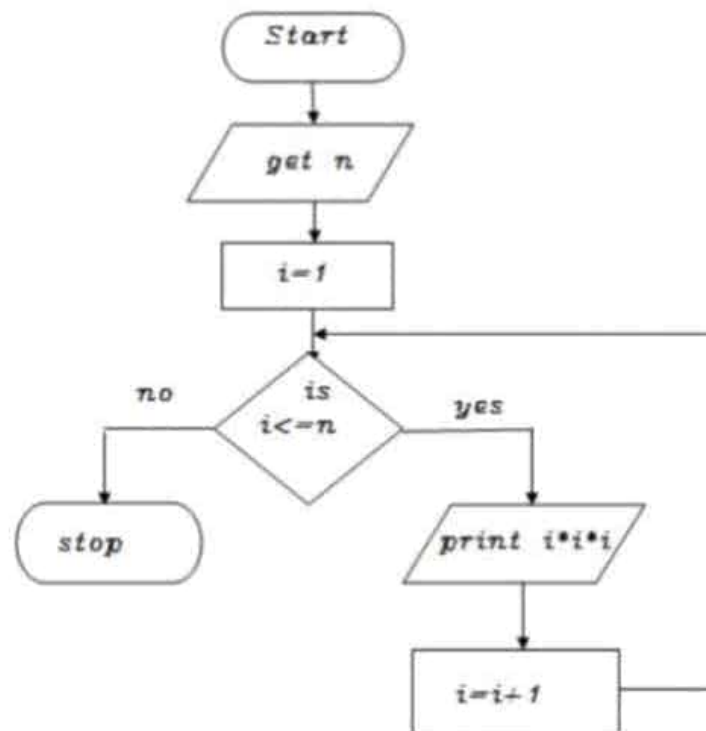 Start
get n
i=1
is
i<=n
no
yes
stop
print i*i*i
i=i+1